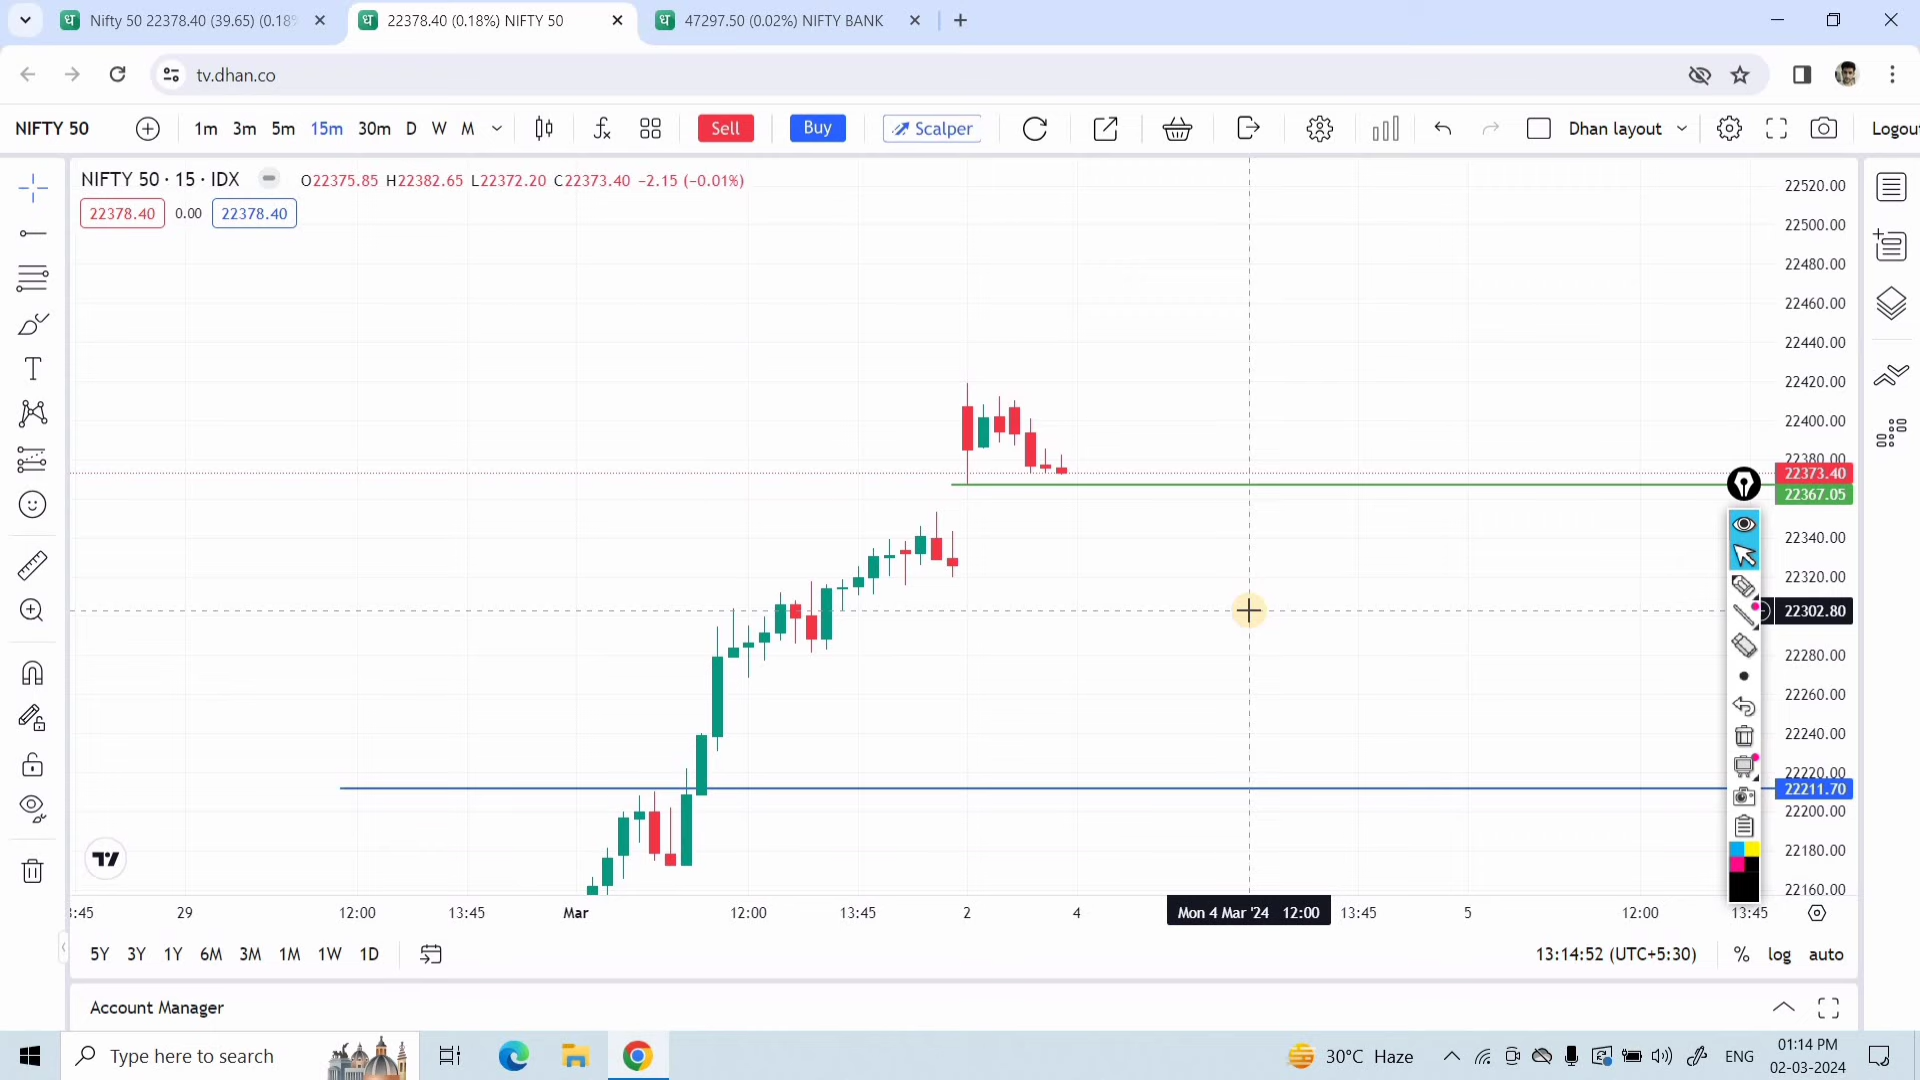 ध Nifty 50 22378.40 (39.65) (0.18%
ध 22378.40 (0.18%) NIFTY 50
ध 47297.50 (0.02%) NIFTY BANK
tv.dhan.co
NIFTY 50 1m 3m 5m 15m 30m D W M Sell Buy Scalper Dhan layout Logou
NIFTY 50 · 15 · IDX O22375.85 H22382.65 L22372.20 C22373.40 −2.15 (−0.01%)
22378.40 0.00 22378.40
22520.00
22500.00
22480.00
22460.00
22440.00
22420.00
22400.00
22380.00
22373.40
22367.05
22340.00
22320.00
22302.80
22280.00
22260.00
22240.00
22220.00
22211.70
22200.00
22180.00
22160.00
:45 29 12:00 13:45 Mar 12:00 13:45 2 4 Mon 4 Mar '24 12:00 13:45 5 12:00 13:45
5Y 3Y 1Y 6M 3M 1M 1W 1D 13:14:52 (UTC+5:30) % log auto
Account Manager
Type here to search 30°C Haze ENG 01:14 PM
02-03-2024